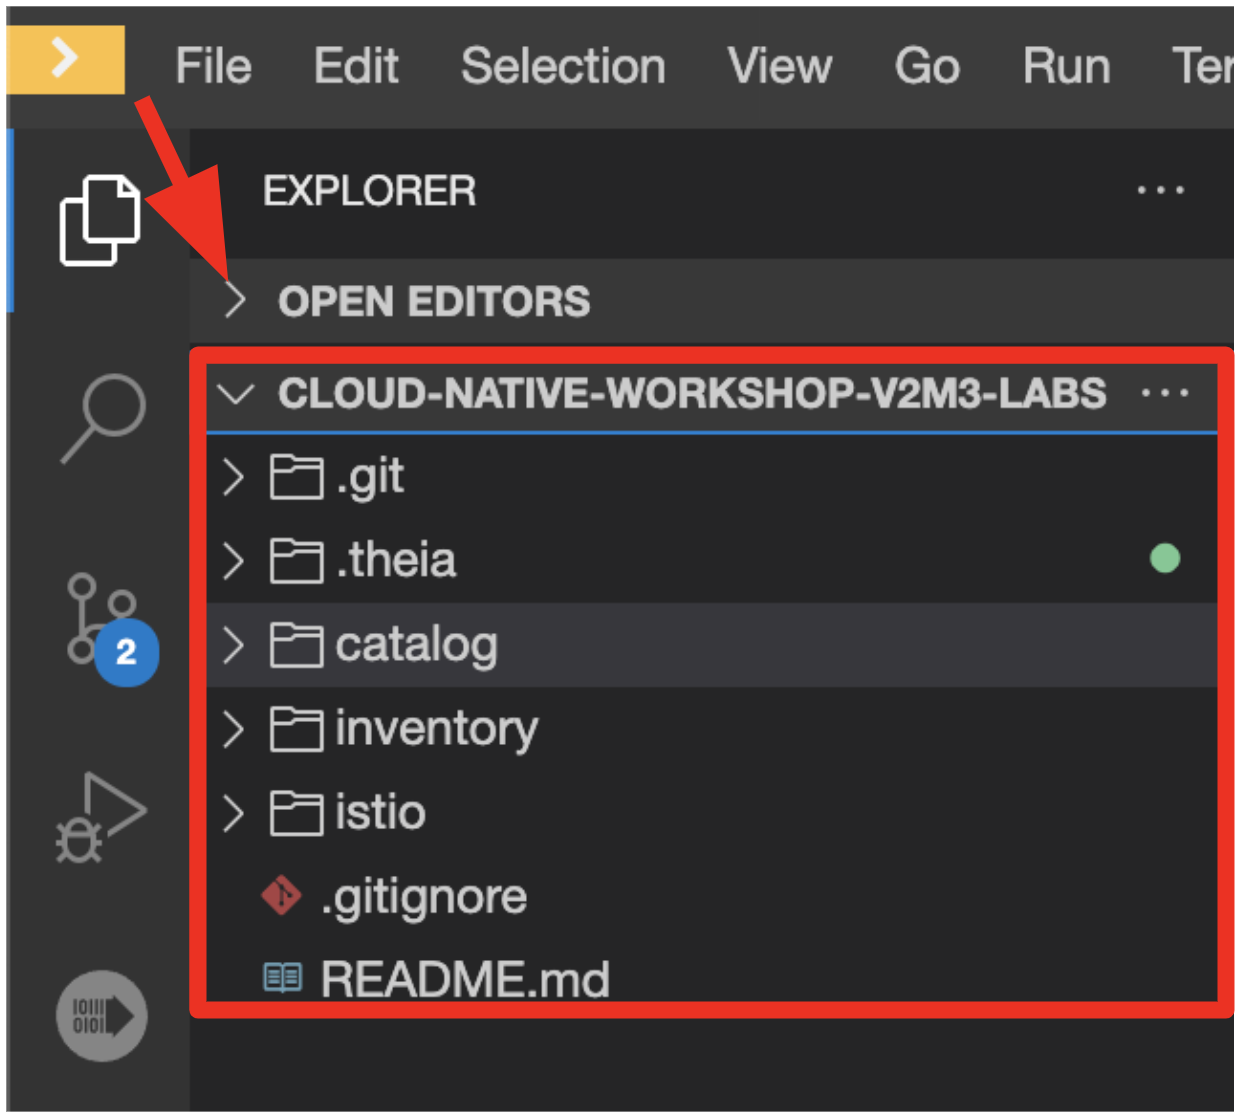 File Edit Selection View Go Run Ter
EXPLORER
OPEN EDITORS
CLOUD-NATIVE-WORKSHOP-V2M3-LABS
.git
.theia
catalog
2
inventory
istio
.gitignore
README.md